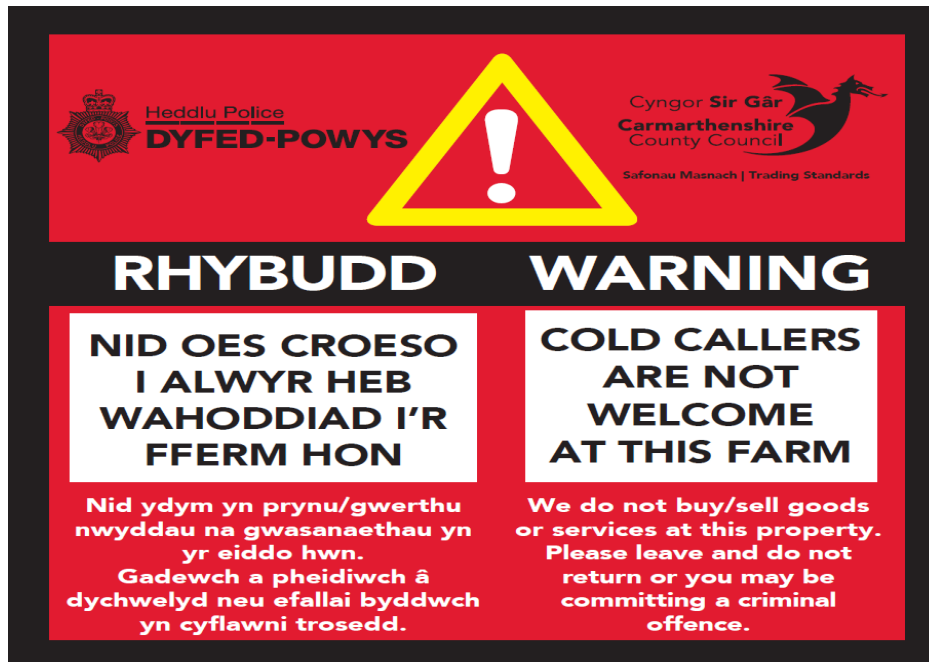 Heddlu Police
DYFED-POWYS
Cyngor Sir Gâr
Carmarthenshire
County Council
Safonau Masnach | Trading Standards
RHYBUDD
NID OES CROESO
I ALWYR HEB
WAHODDIAD I'R
FFERM HON
Nid ydym yn prynu/gwerthu
nwyddau na gwasanaethau yn
yr eiddo hwn.
Gadewch a pheidiwch â
dychwelyd neu efallai byddwch
yn cyflawni trosedd.
WARNING
COLD CALLERS
ARE NOT
WELCOME
AT THIS FARM
We do not buy/sell goods
or services at this property.
Please leave and do not
return or you may be
committing a criminal
offence.